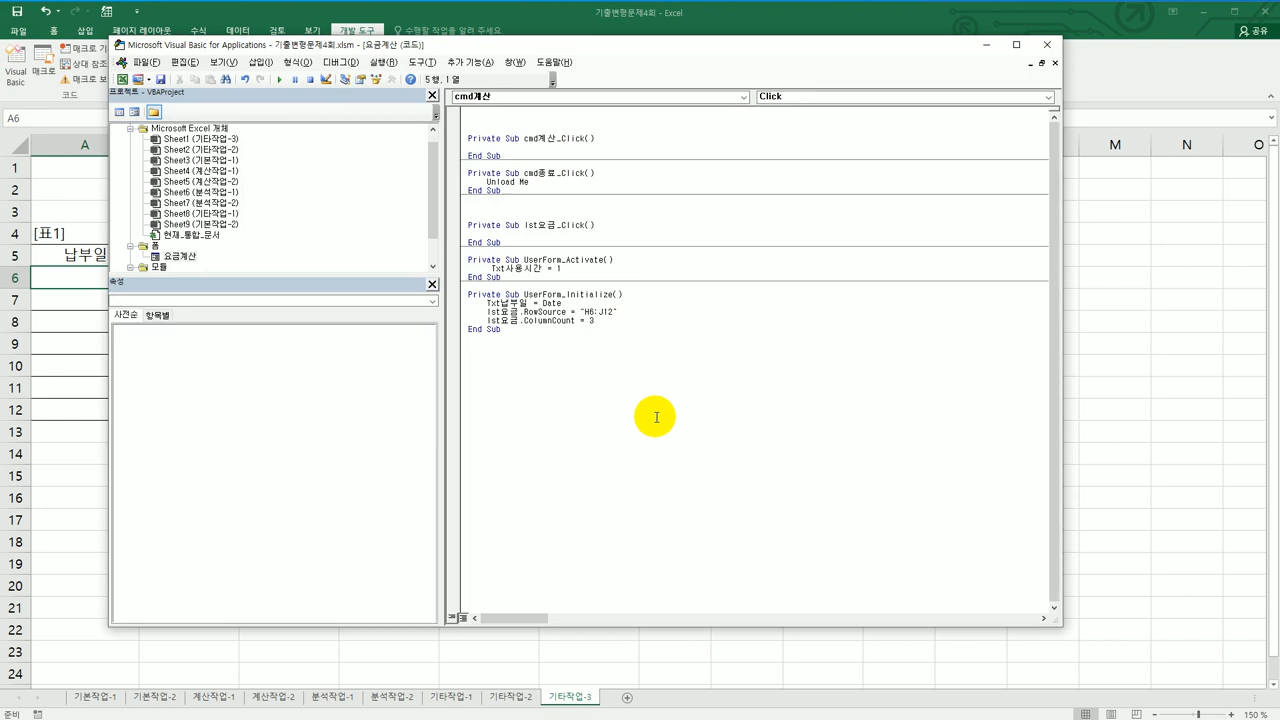 기출변형문제4회 - Excel
파일 홈 삽입 페이지 레이아웃 수식 데이터 검토 보기 개발 도구 수행할 작업을 알려 주세요. 공유
Visual Basic
매크로
매크로 기
상대 참조
매크로 보
코드
A6
Microsoft Visual Basic for Applications - 기출변형문제4회.xlsm - [요금계산 (코드)]
파일(F) 편집(E) 보기(V) 삽입(I) 형식(O) 디버그(D) 실행(R) 도구(T) 추가 기능(A) 창(W) 도움말(H)
5 행, 1 열
프로젝트 - VBAProject
Microsoft Excel 개체
Sheet1 (기타작업-3)
Sheet2 (기타작업-2)
Sheet3 (기본작업-1)
Sheet4 (계산작업-1)
Sheet5 (계산작업-2)
Sheet6 (분석작업-1)
Sheet7 (분석작업-2)
Sheet8 (기타작업-1)
Sheet9 (기본작업-2)
현재_통합_문서
폼
요금계산
모듈
속성
사전순 항목별
cmd계산 Click
Private Sub cmd계산_Click()
End Sub
Private Sub cmd종료_Click()
Unload Me
End Sub
Private Sub lst요금_Click()
End Sub
Private Sub UserForm_Activate()
Txt사용시간 = 1
End Sub
Private Sub UserForm_Initialize()
Txt납부일 = Date
lst요금.RowSource = "H6:J12"
lst요금.ColumnCount = 3
End Sub
A M N O
1
2
3
4 [표1]
5 납부일
6
7
8
9
10
11
12
13
14
15
16
17
18
19
20
21
22
23
24
기본작업-1 기본작업-2 계산작업-1 계산작업-2 분석작업-1 분석작업-2 기타작업-1 기타작업-2 기타작업-3
준비 150 %